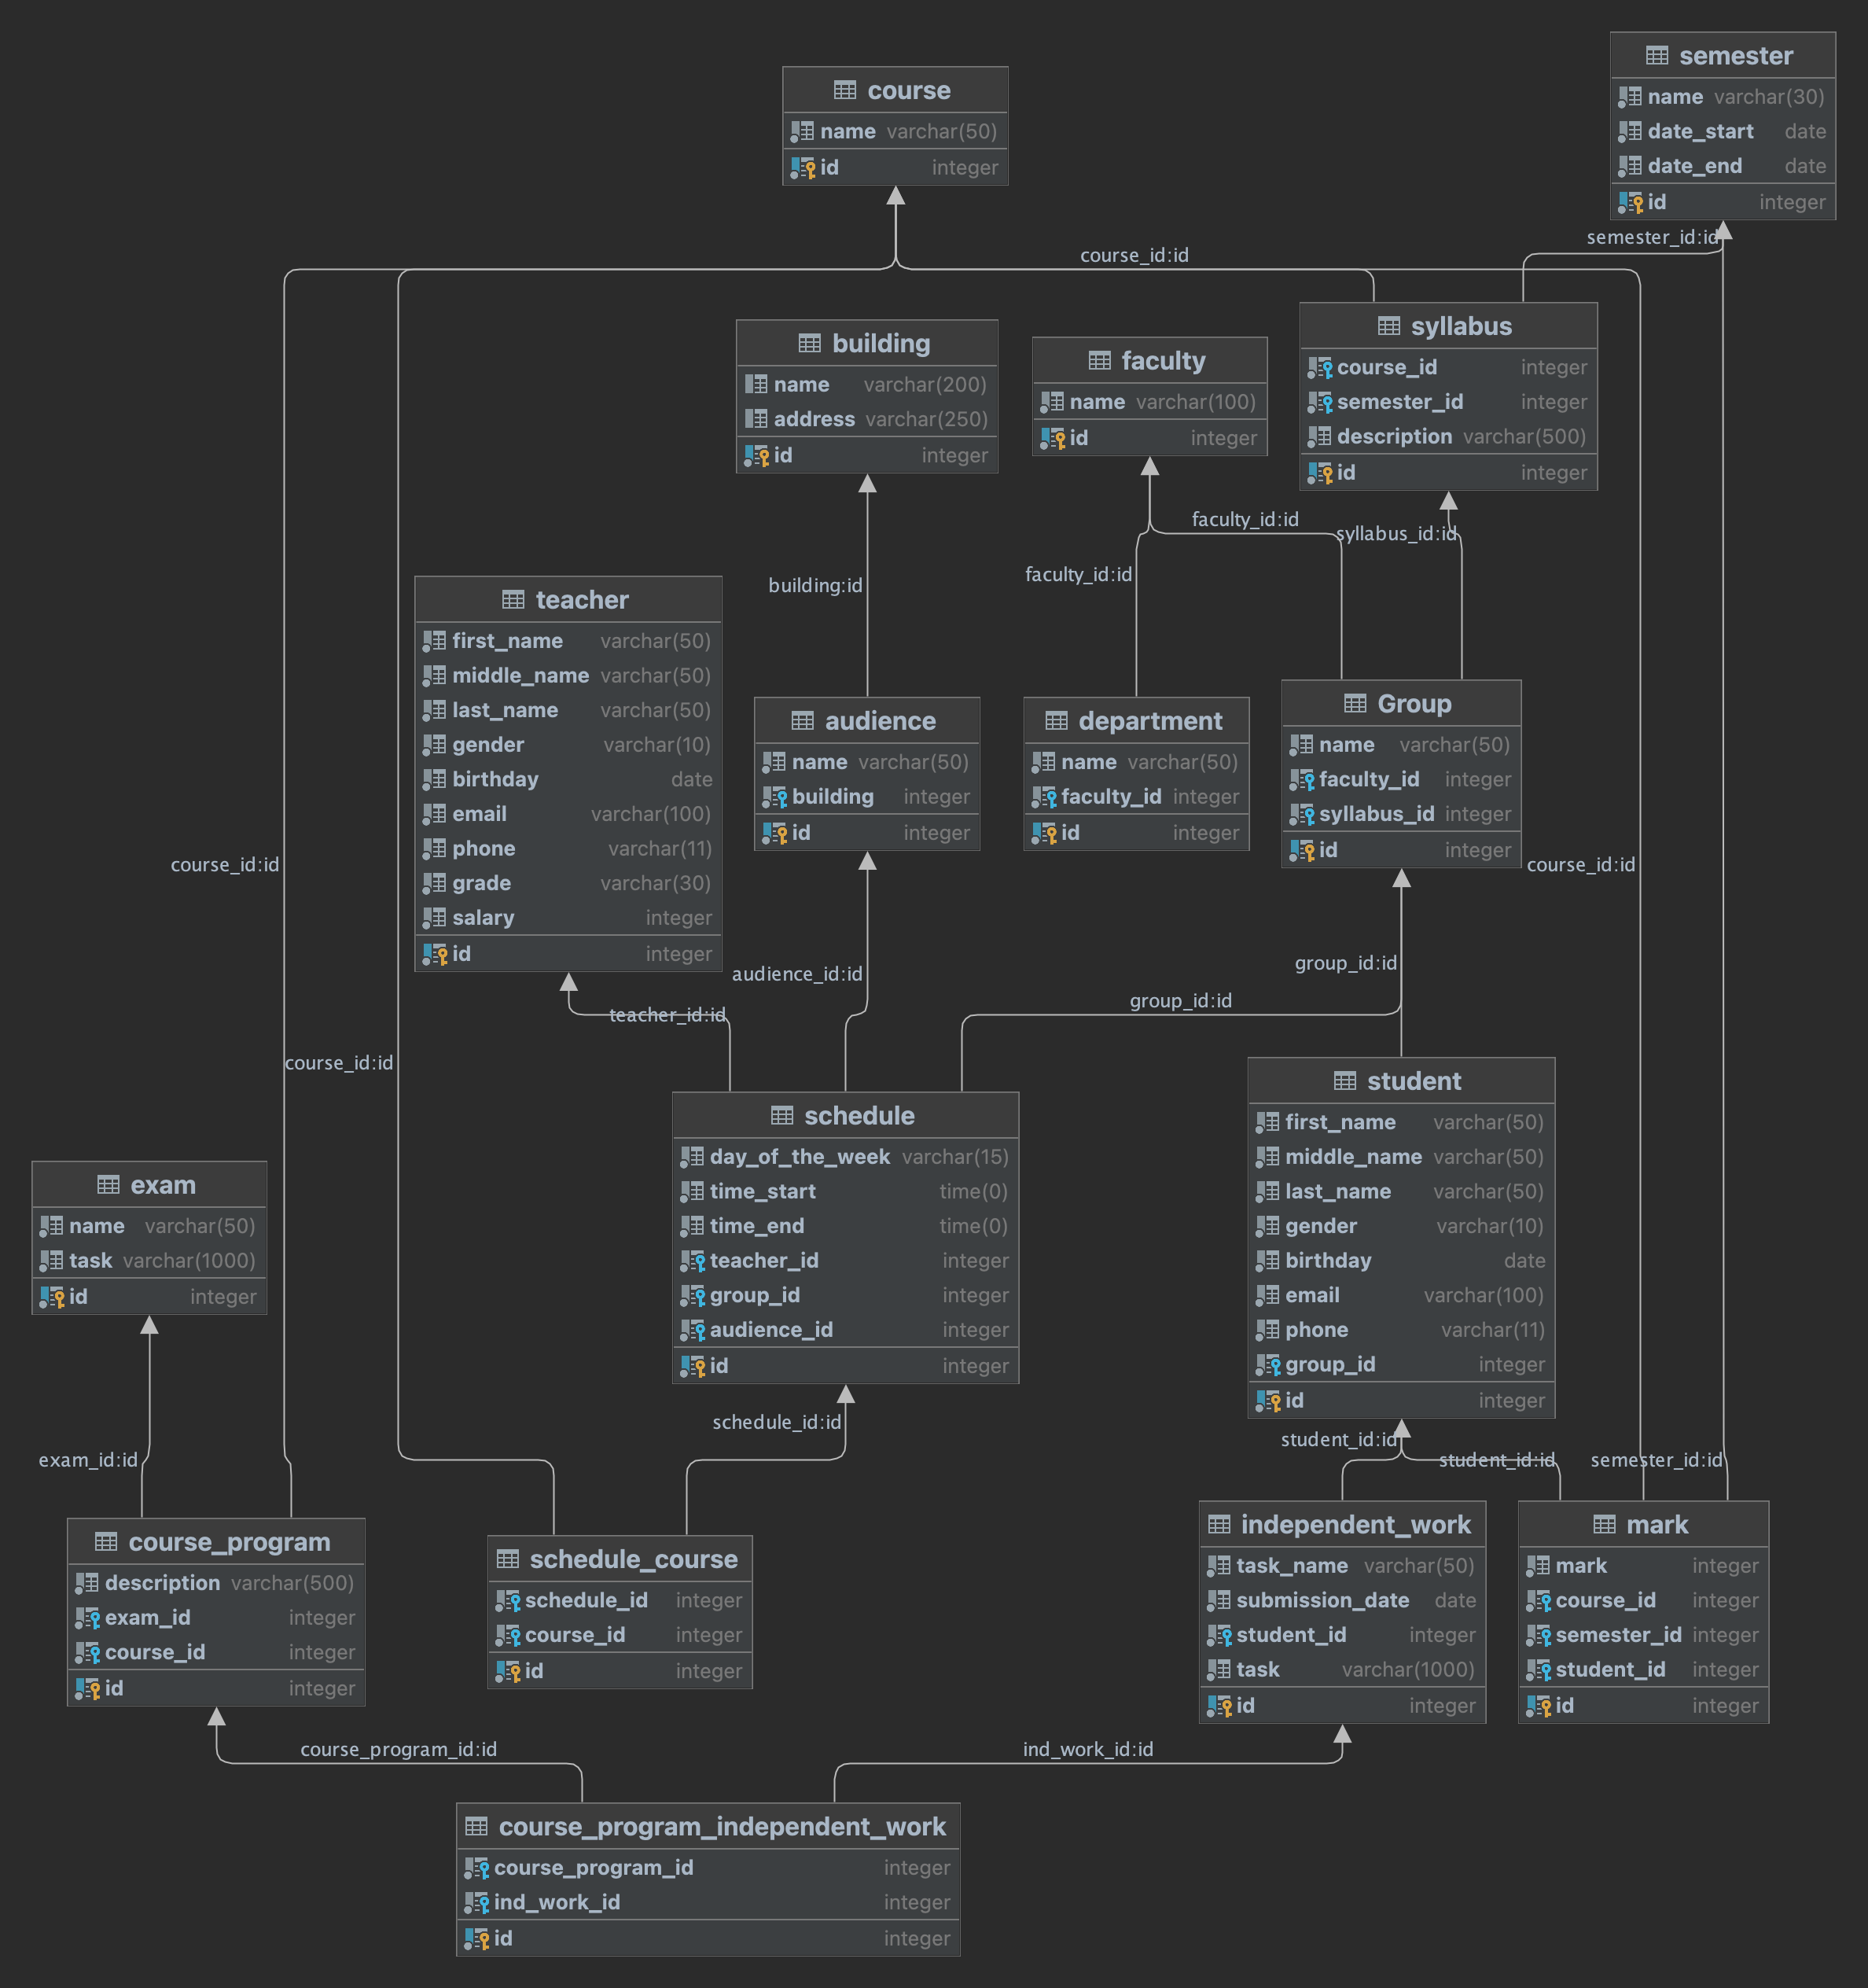 semester
name varchar(30)
date_start date
date_end date
id integer
course
name varchar(50)
id integer
semester_id:id
course_id:id
syllabus
course_id integer
semester_id integer
description varchar(500)
id integer
building
name varchar(200)
address varchar(250)
id integer
faculty
name varchar(100)
id integer
faculty_id:id
syllabus_id:id
faculty_id:id
building:id
teacher
first_name varchar(50)
middle_name varchar(50)
last_name varchar(50)
gender varchar(10)
birthday date
email varchar(100)
phone varchar(11)
grade varchar(30)
salary integer
id integer
audience
name varchar(50)
building integer
id integer
department
name varchar(50)
faculty_id integer
id integer
Group
name varchar(50)
faculty_id integer
syllabus_id integer
id integer
course_id:id
course_id:id
group_id:id
audience_id:id
group_id:id
teacher_id:id
course_id:id
schedule
day_of_the_week varchar(15)
time_start time(0)
time_end time(0)
teacher_id integer
group_id integer
audience_id integer
id integer
student
first_name varchar(50)
middle_name varchar(50)
last_name varchar(50)
gender varchar(10)
birthday date
email varchar(100)
phone varchar(11)
group_id integer
id integer
exam
name varchar(50)
task varchar(1000)
id integer
schedule_id:id
student_id:id
exam_id:id
student_id:id
semester_id:id
course_program
description varchar(500)
exam_id integer
course_id integer
id integer
schedule_course
schedule_id integer
course_id integer
id integer
independent_work
task_name varchar(50)
submission_date date
student_id integer
task varchar(1000)
id integer
mark
mark integer
course_id integer
semester_id integer
student_id integer
id integer
course_program_id:id
ind_work_id:id
course_program_independent_work
course_program_id integer
ind_work_id integer
id integer